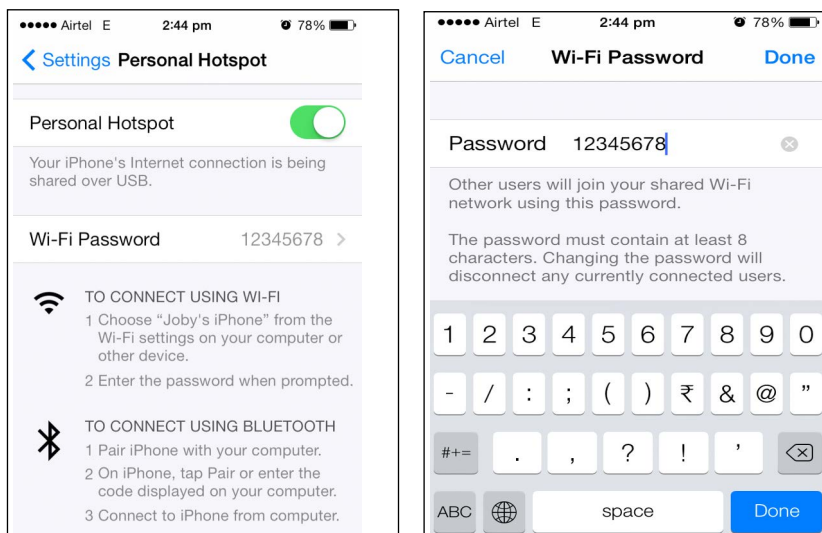 Airtel E 2:44 pm 78%
Settings Personal Hotspot
Personal Hotspot
Your iPhone's Internet connection is being
shared over USB.
Wi-Fi Password 12345678
TO CONNECT USING WI-FI
1 Choose “Joby's iPhone” from the
Wi-Fi settings on your computer or
other device.
2 Enter the password when prompted.
TO CONNECT USING BLUETOOTH
1 Pair iPhone with your computer.
2 On iPhone, tap Pair or enter the
code displayed on your computer.
3 Connect to iPhone from computer.
Airtel E 2:44 pm 78%
Cancel Wi-Fi Password Done
Password 12345678
Other users will join your shared Wi-Fi
network using this password.
The password must contain at least 8
characters. Changing the password will
disconnect any currently connected users.
1 2 3 4 5 6 7 8 9 0
- / : ; ( ) ₹ & @ ”
#+= . , ? ! ’
ABC space Done